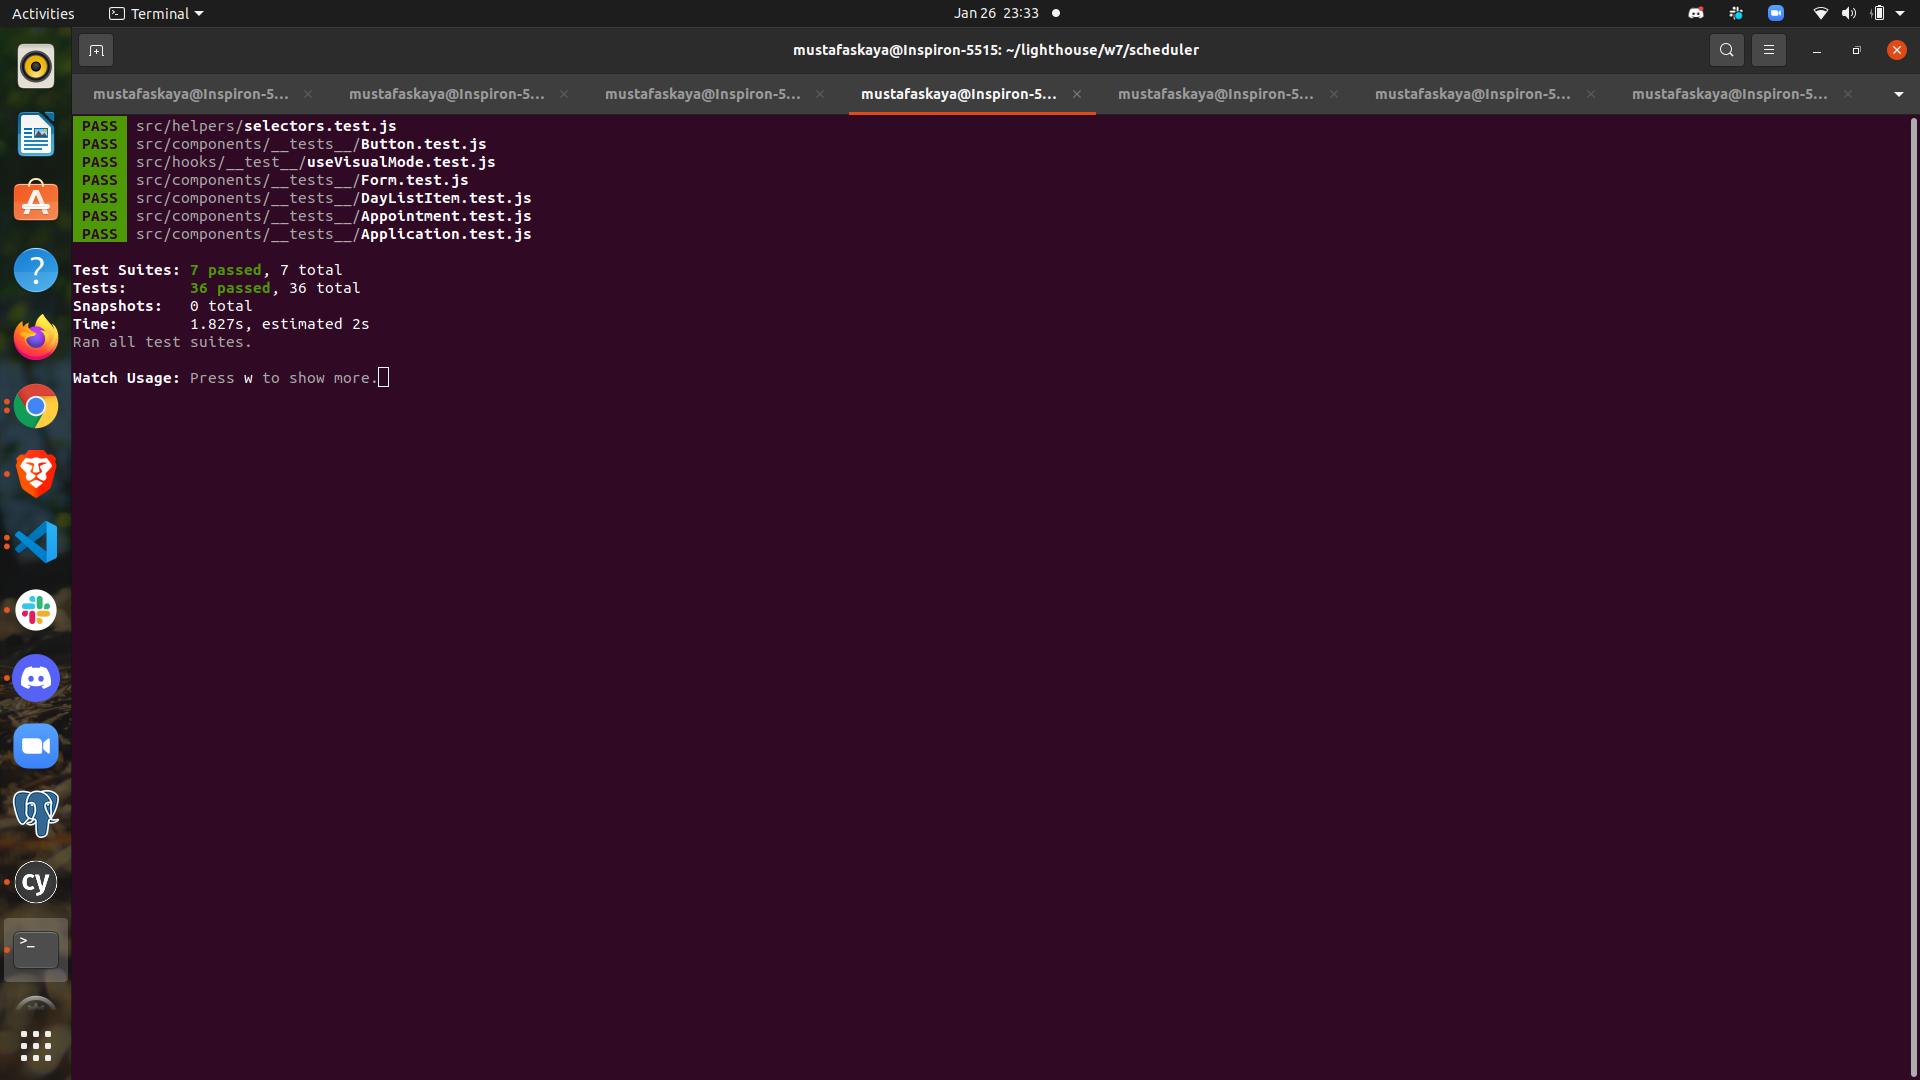 Activities
Terminal
Jan 26 23:33
mustafaskaya@Inspiron-5515: ~/lighthouse/w7/scheduler
mustafaskaya@Inspiron-5... mustafaskaya@Inspiron-5... mustafaskaya@Inspiron-5... mustafaskaya@Inspiron-5... mustafaskaya@Inspiron-5... mustafaskaya@Inspiron-5... mustafaskaya@Inspiron-5...
PASS src/helpers/selectors.test.js
PASS src/components/__tests__/Button.test.js
PASS src/hooks/__test__/useVisualMode.test.js
PASS src/components/__tests__/Form.test.js
PASS src/components/__tests__/DayListItem.test.js
PASS src/components/__tests__/Appointment.test.js
PASS src/components/__tests__/Application.test.js
Test Suites: 7 passed, 7 total
Tests: 36 passed, 36 total
Snapshots: 0 total
Time: 1.827s, estimated 2s
Ran all test suites.
Watch Usage: Press w to show more.
?
cy
>_